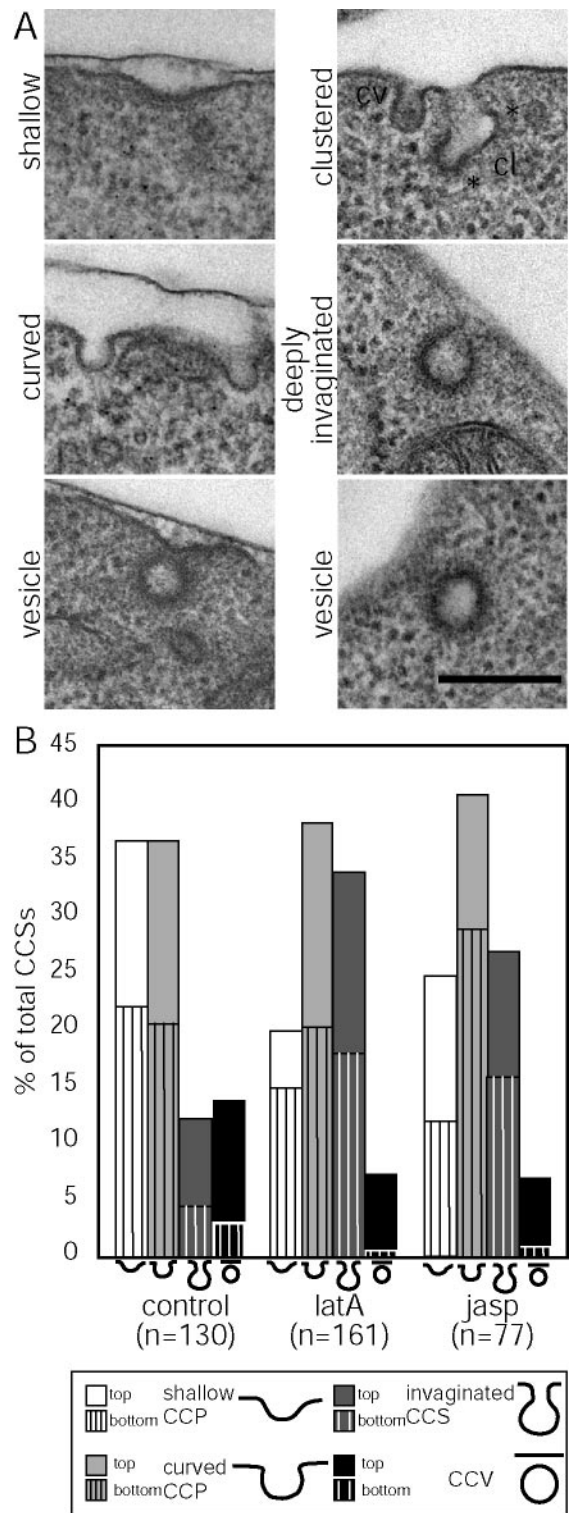 A
shallow
clustered
cv
*
cl
*
curved
deeply
invaginated
vesicle
vesicle
B
% of total CCSs
45
40
35
30
25
20
15
10
5
0
control
(n=130)
latA
(n=161)
jasp
(n=77)
top shallow
bottom CCP
top invaginated
bottom CCS
top curved
bottom CCP
top
bottom CCV